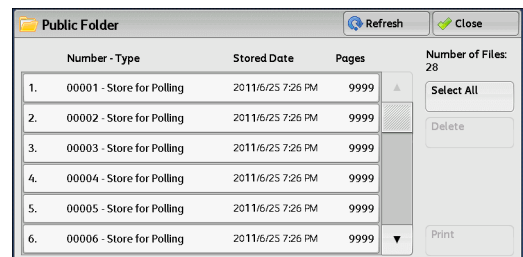 Public Folder
Refresh
Close
Number - Type Stored Date Pages
Number of Files:
28
1. 00001 - Store for Polling 2011/6/25 7:26 PM 9999
Select All
2. 00002 - Store for Polling 2011/6/25 7:26 PM 9999
Delete
3. 00003 - Store for Polling 2011/6/25 7:26 PM 9999
4. 00004 - Store for Polling 2011/6/25 7:26 PM 9999
5. 00005 - Store for Polling 2011/6/25 7:26 PM 9999
6. 00006 - Store for Polling 2011/6/25 7:26 PM 9999
Print